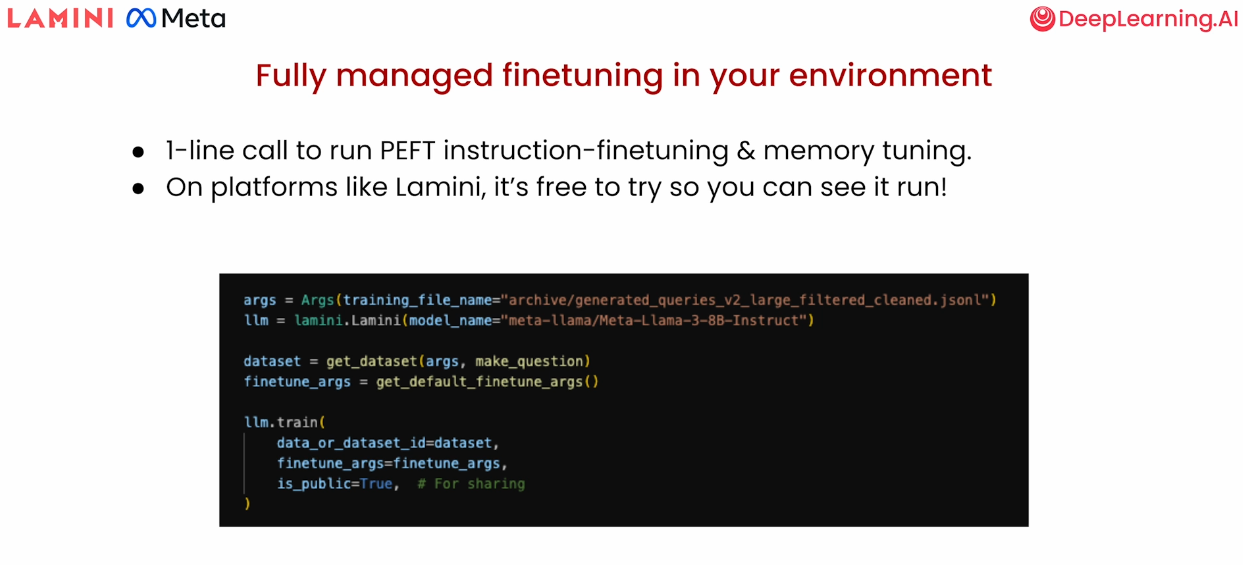 LAMINI Meta
DeepLearning.AI
Fully managed finetuning in your environment
● 1-line call to run PEFT instruction-finetuning & memory tuning.
● On platforms like Lamini, it's free to try so you can see it run!
args = Args(training_file_name="archive/generated_queries_v2_large_filtered_cleaned.jsonl")
llm = lamini.Lamini(model_name="meta-llama/Meta-Llama-3-8B-Instruct")
dataset = get_dataset(args, make_question)
finetune_args = get_default_finetune_args()
llm.train(
    data_or_dataset_id=dataset,
    finetune_args=finetune_args,
    is_public=True,  # For sharing
)